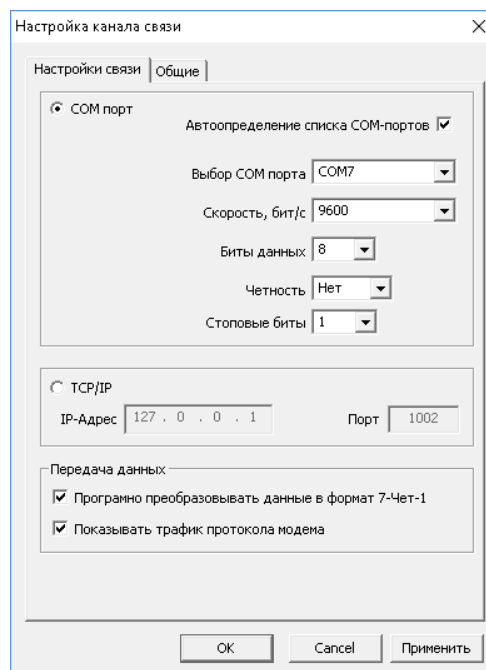 Настройка канала связи
Настройки связи Общие
COM порт
Автоопределение списка COM-портов
Выбор COM порта COM7
Скорость, бит/с 9600
Биты данных 8
Четность Нет
Стоповые биты 1
TCP/IP
IP-Адрес 127 . 0 . 0 . 1 Порт 1002
Передача данных
Програмно преобразовывать данные в формат 7-Чет-1
Показывать трафик протокола модема
OK Cancel Применить